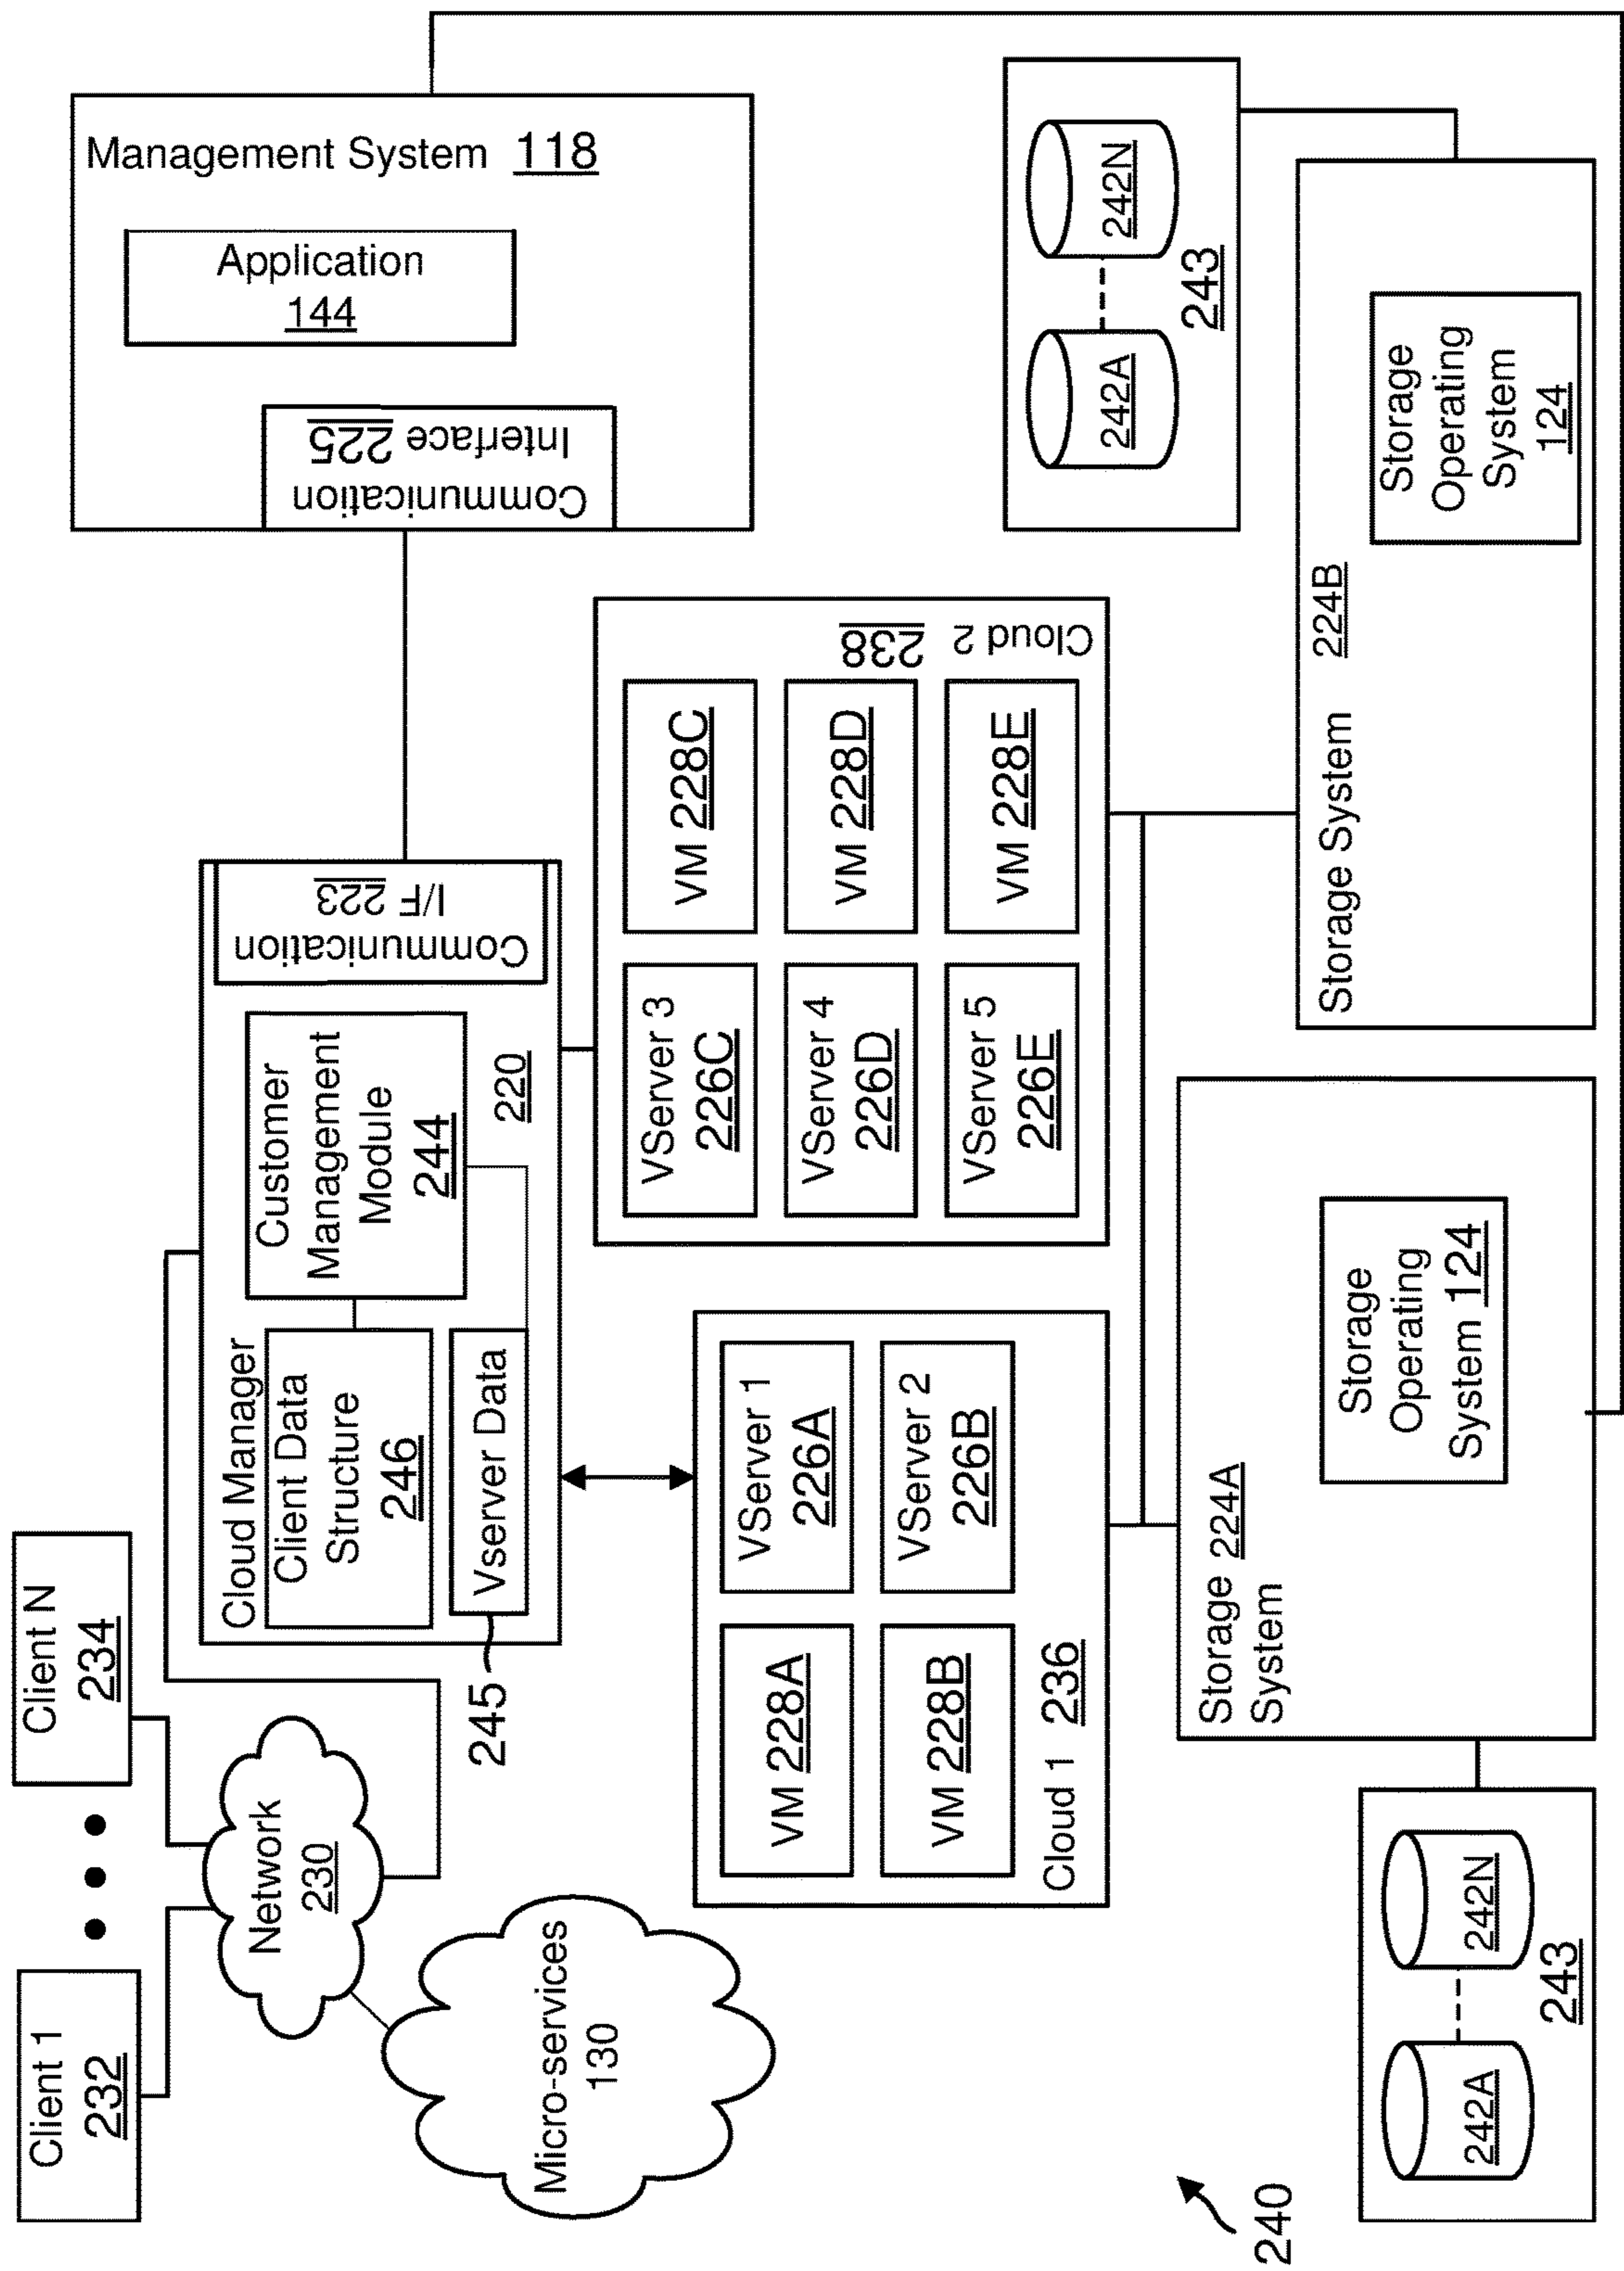 Client 1
232
Client N
234
Network
230
Micro-services
130
Cloud Manager
Client Data
Structure
246
Vserver Data
245
Customer
Management
Module
244
220
Communication
I/F 223
Management System 118
Application
144
Communication
Interface 225
VM 228A
VServer 1
226A
VM 228B
VServer 2
226B
Cloud 1 236
VServer 3
226C
VM 228C
VServer 4
226D
VM 228D
VServer 5
226E
VM 228E
Cloud 2 238
242A
242N
243
Storage 224A
System
Storage
Operating
System 124
Storage System 224B
Storage
Operating
System
124
242A
242N
243
240